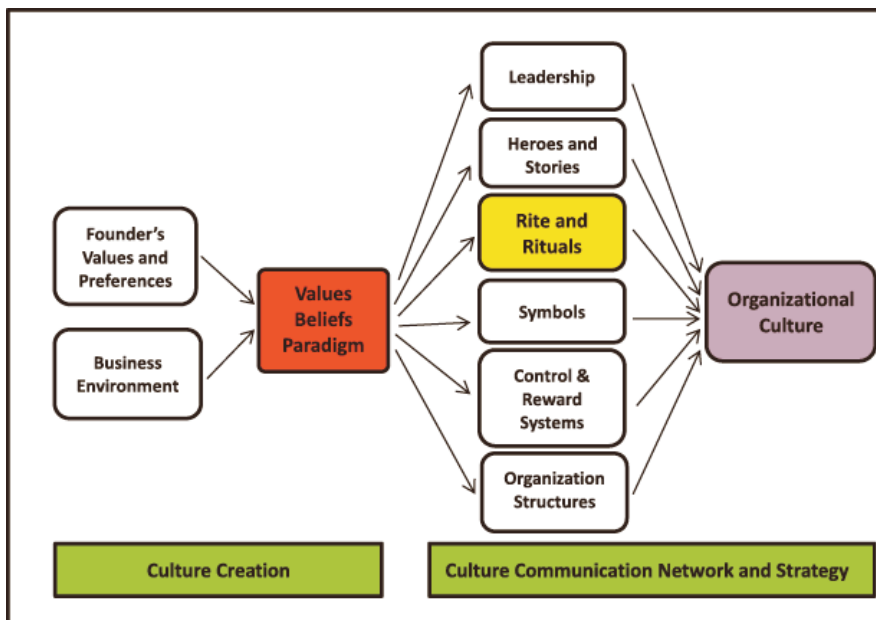 Founder's
Values and
Preferences
Business
Environment
Values
Beliefs
Paradigm
Leadership
Heroes and
Stories
Rite and
Rituals
Symbols
Control &
Reward
Systems
Organization
Structures
Organizational
Culture
Culture Creation
Culture Communication Network and Strategy